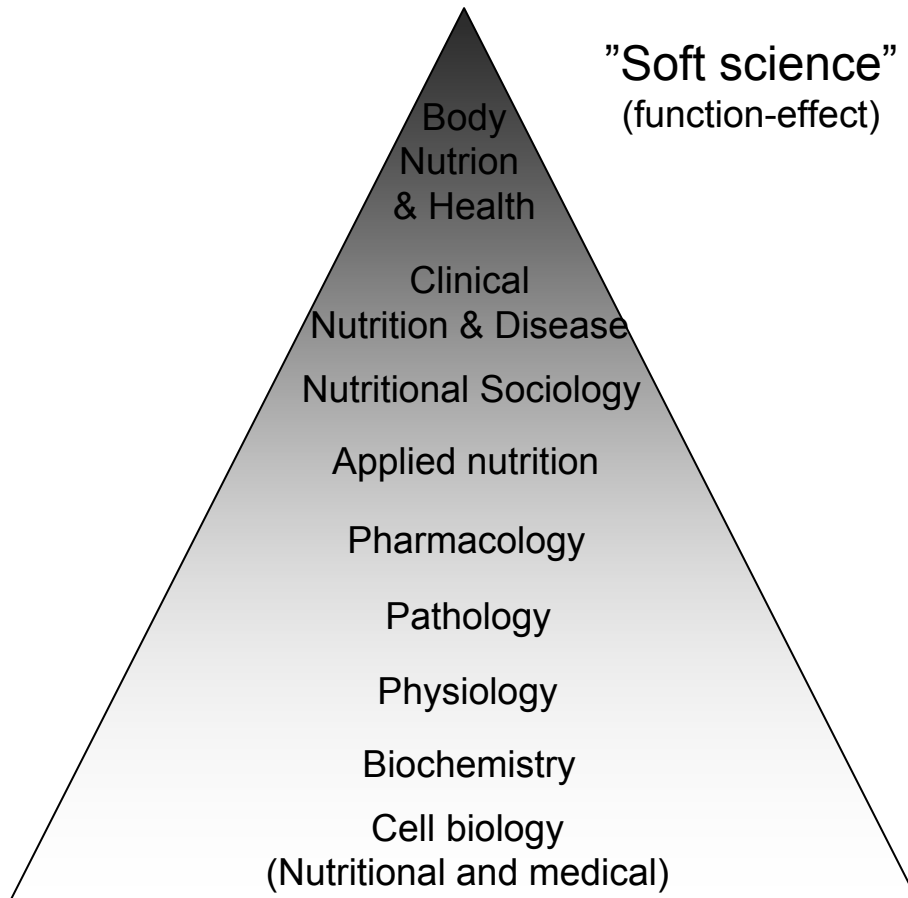 ”Soft science”
(function-effect)
Body
Nutrion
& Health
Clinical
Nutrition & Disease
Nutritional Sociology
Applied nutrition
Pharmacology
Pathology
Physiology
Biochemistry
Cell biology
(Nutritional and medical)